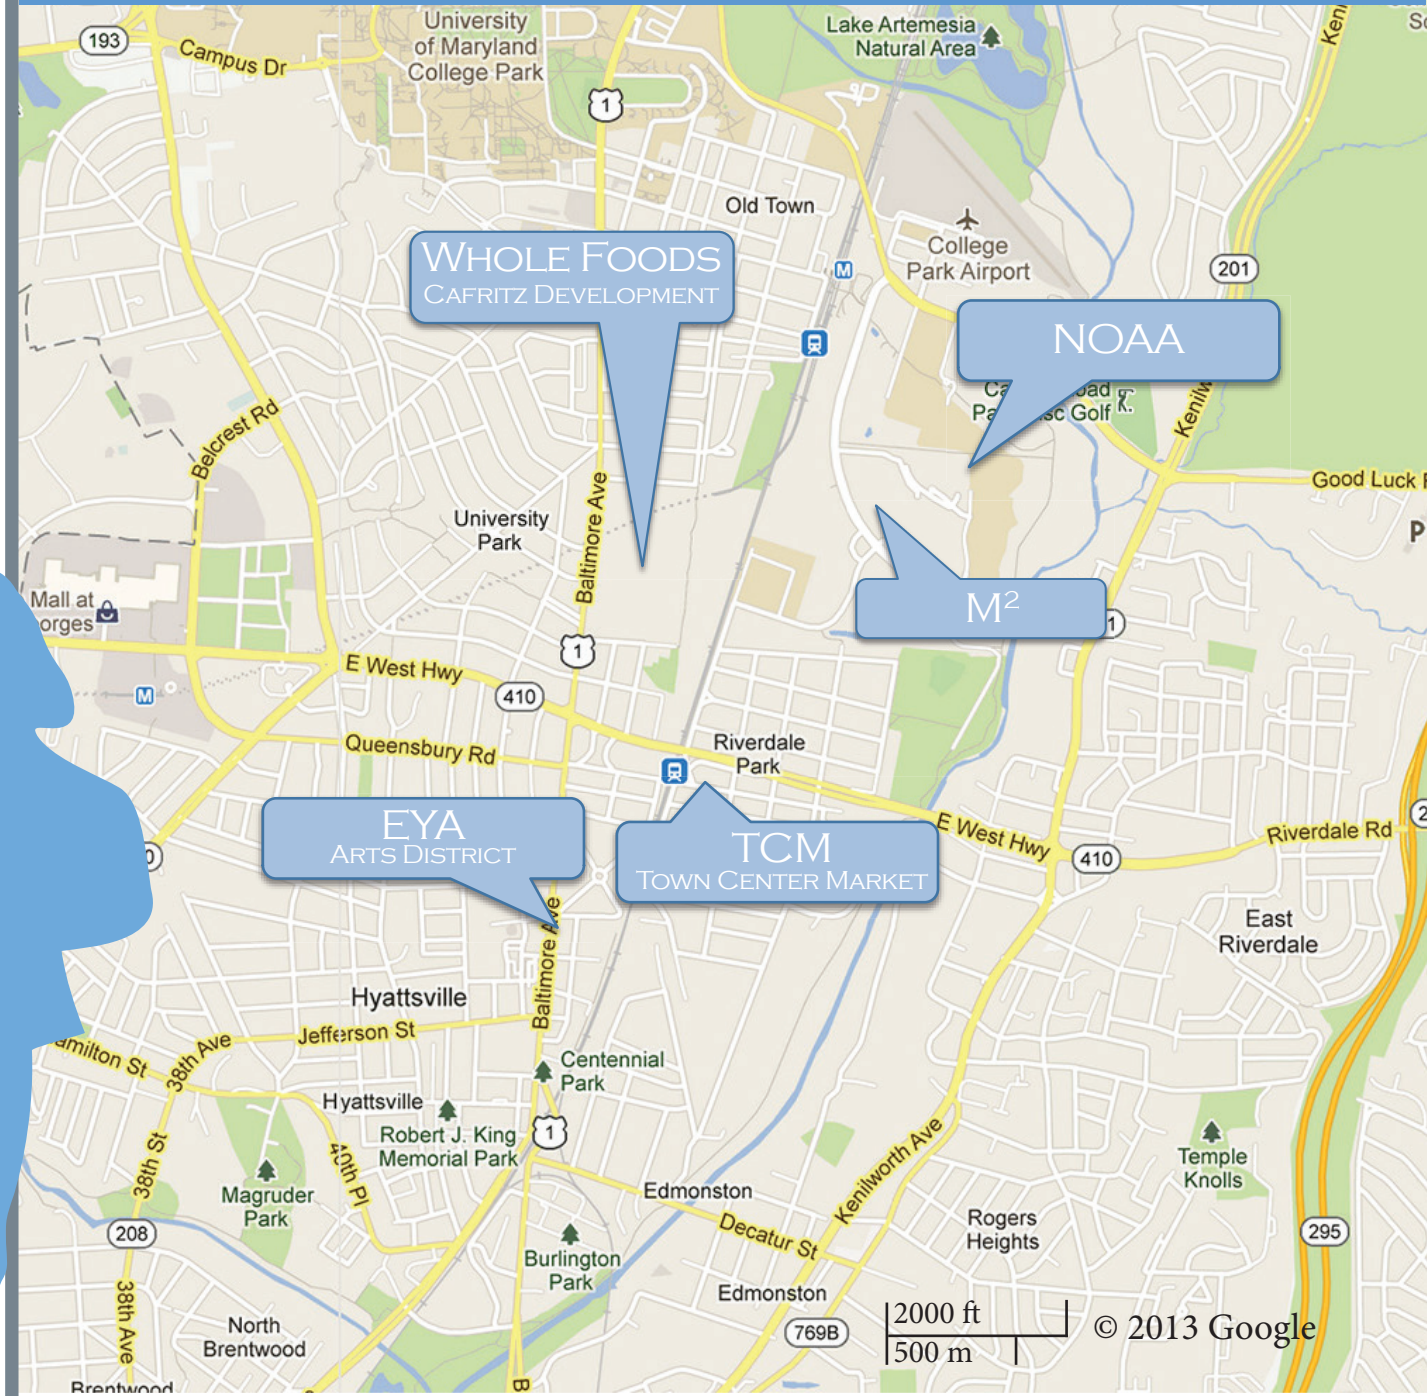 193
Campus Dr
University
of Maryland
College Park
Lake Artemesia
Natural Area
1
Old Town
College
Park Airport
M
201
WHOLE FOODS
CAFRITZ DEVELOPMENT
NOAA
Disc Golf
Good Luck
Belcrest Rd
University
Park
Baltimore Ave
Mall at
M²
1
E West Hwy
410
M
Queensbury Rd
Riverdale
Park
EYA
ARTS DISTRICT
TCM
TOWN CENTER MARKET
E West Hwy
410
Riverdale Rd
East
Riverdale
Baltimore Ave
Hyattsville
Jefferson St
38th Ave
Centennial
Park
Hyattsville
Robert J. King
Memorial Park
1
40th Pl
38th St
Magruder
Park
208
Edmonston
Decatur St
Kenilworth Ave
Temple
Knolls
Rogers
Heights
295
Burlington
Park
Edmonston
769B
38th Ave
North
Brentwood
Brentwood
2000 ft
500 m
© 2013 Google